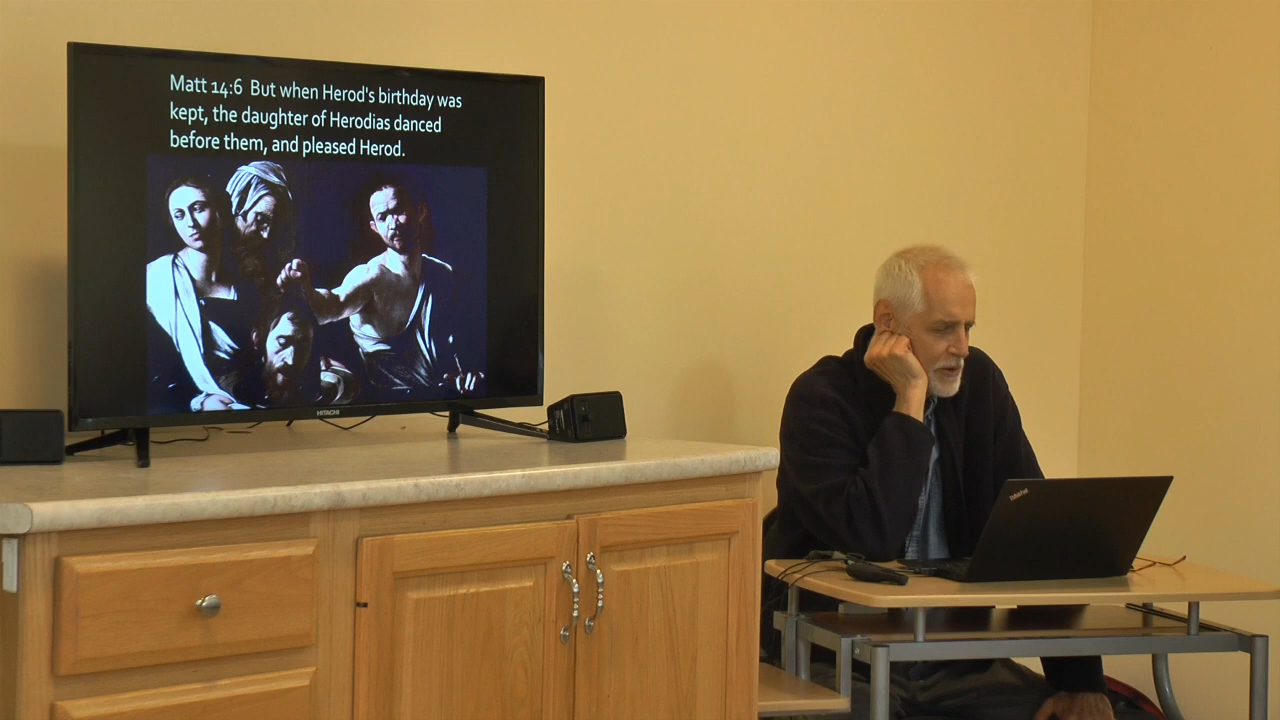 Matt 14:6 But when Herod's birthday was
kept, the daughter of Herodias danced
before them, and pleased Herod.
HITACHI
ThinkPad